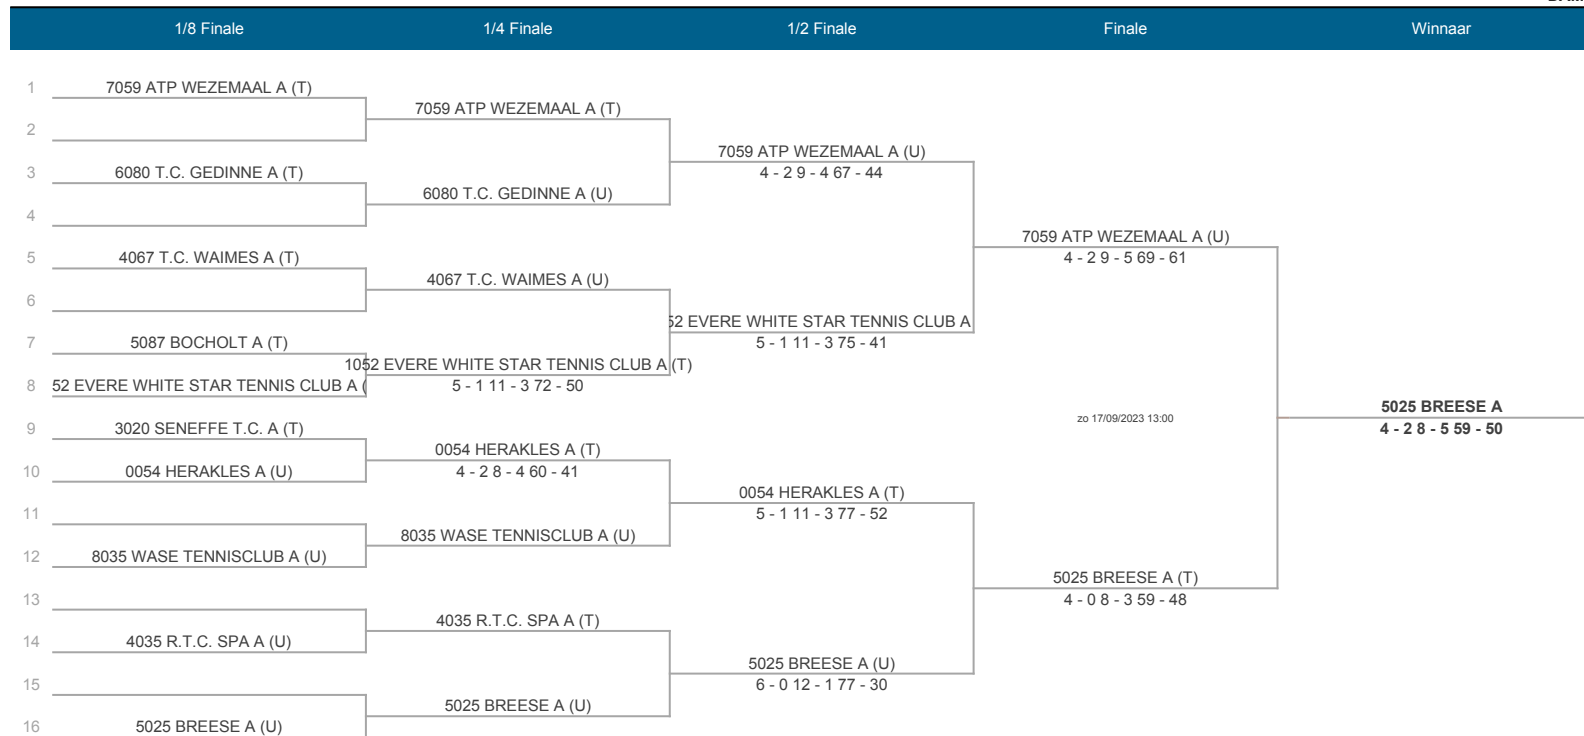 1/8 Finale 1/4 Finale 1/2 Finale Finale Winnaar
1 7059 ATP WEZEMAAL A (T)
7059 ATP WEZEMAAL A (T)
2
7059 ATP WEZEMAAL A (U)
3 6080 T.C. GEDINNE A (T) 4 - 2 9 - 4 67 - 44
6080 T.C. GEDINNE A (U)
4
7059 ATP WEZEMAAL A (U)
5 4067 T.C. WAIMES A (T) 4 - 2 9 - 5 69 - 61
4067 T.C. WAIMES A (U)
6
52 EVERE WHITE STAR TENNIS CLUB A
7 5087 BOCHOLT A (T) 5 - 1 11 - 3 75 - 41
1052 EVERE WHITE STAR TENNIS CLUB A (T)
8 52 EVERE WHITE STAR TENNIS CLUB A ( 5 - 1 11 - 3 72 - 50
5025 BREESE A
zo 17/09/2023 13:00
9 3020 SENEFFE T.C. A (T) 4 - 2 8 - 5 59 - 50
0054 HERAKLES A (T)
10 0054 HERAKLES A (U) 4 - 2 8 - 4 60 - 41
0054 HERAKLES A (T)
11 5 - 1 11 - 3 77 - 52
8035 WASE TENNISCLUB A (U)
12 8035 WASE TENNISCLUB A (U)
5025 BREESE A (T)
13 4 - 0 8 - 3 59 - 48
4035 R.T.C. SPA A (T)
14 4035 R.T.C. SPA A (U)
5025 BREESE A (U)
15 6 - 0 12 - 1 77 - 30
5025 BREESE A (U)
16 5025 BREESE A (U)